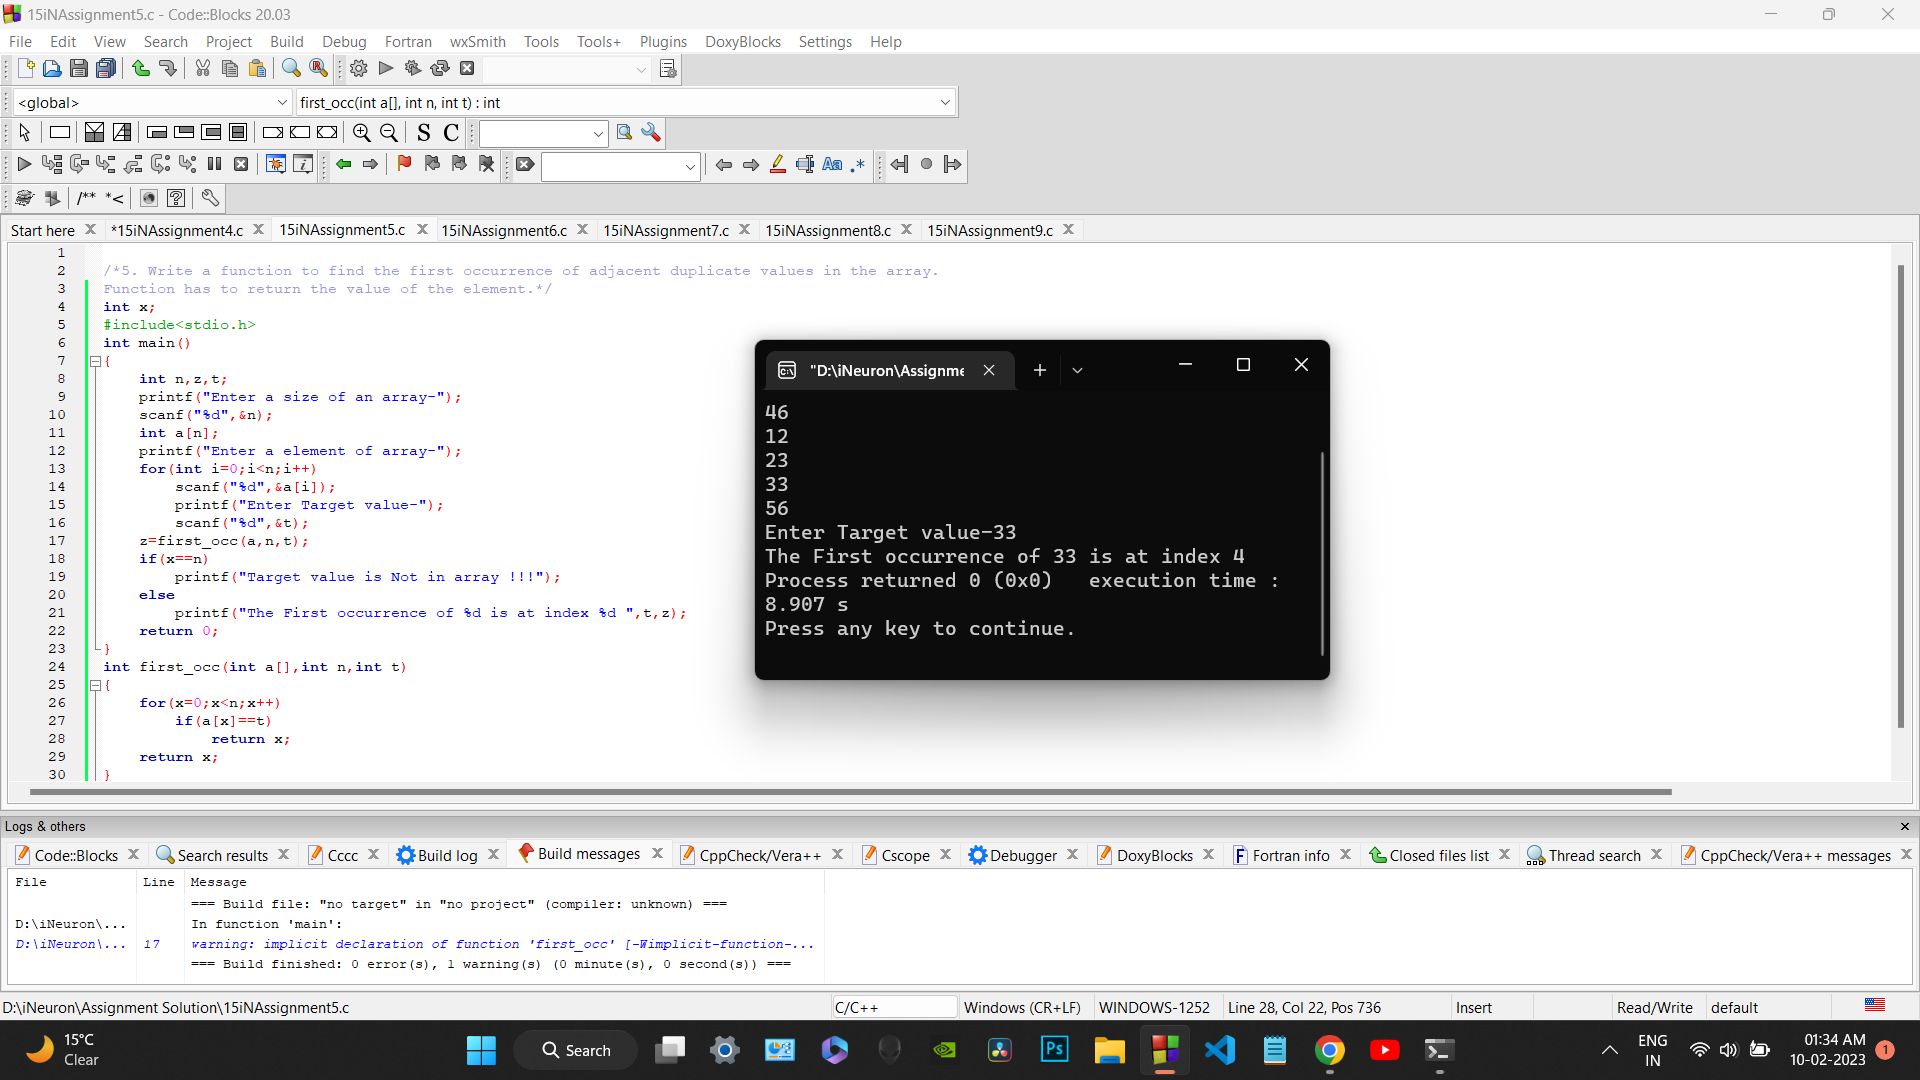 15iNAssignment5.c - Code::Blocks 20.03
File Edit View Search Project Build Debug Fortran wxSmith Tools Tools+ Plugins DoxyBlocks Settings Help
<global> first_occ(int a[], int n, int t) : int
S C
Aa .*
/** *<
Start here *15iNAssignment4.c 15iNAssignment5.c 15iNAssignment6.c 15iNAssignment7.c 15iNAssignment8.c 15iNAssignment9.c
1
2 /*5. Write a function to find the first occurrence of adjacent duplicate values in the array.
3 Function has to return the value of the element.*/
4 int x;
5 #include<stdio.h>
6 int main()
7 {
8 int n,z,t;
9 printf("Enter a size of an array-");
10 scanf("%d",&n);
11 int a[n];
12 printf("Enter a element of array-");
13 for(int i=0;i<n;i++)
14 scanf("%d",&a[i]);
15 printf("Enter Target value-");
16 scanf("%d",&t);
17 z=first_occ(a,n,t);
18 if(x==n)
19 printf("Target value is Not in array !!!");
20 else
21 printf("The First occurrence of %d is at index %d ",t,z);
22 return 0;
23 }
24 int first_occ(int a[],int n,int t)
25 {
26 for(x=0;x<n;x++)
27 if(a[x]==t)
28 return x;
29 return x;
30 }
"D:\iNeuron\Assignme
46
12
23
33
56
Enter Target value-33
The First occurrence of 33 is at index 4
Process returned 0 (0x0)   execution time :
8.907 s
Press any key to continue.
Logs & others
Code::Blocks Search results Cccc Build log Build messages CppCheck/Vera++ Cscope Debugger DoxyBlocks Fortran info Closed files list Thread search CppCheck/Vera++ messages
File Line Message
=== Build file: "no target" in "no project" (compiler: unknown) ===
D:\iNeuron\... In function 'main':
D:\iNeuron\... 17 warning: implicit declaration of function 'first_occ' [-Wimplicit-function-...
=== Build finished: 0 error(s), 1 warning(s) (0 minute(s), 0 second(s)) ===
D:\iNeuron\Assignment Solution\15iNAssignment5.c C/C++ Windows (CR+LF) WINDOWS-1252 Line 28, Col 22, Pos 736 Insert Read/Write default
15°C
Clear
Search
Ps
ENG
IN
01:34 AM
10-02-2023
1